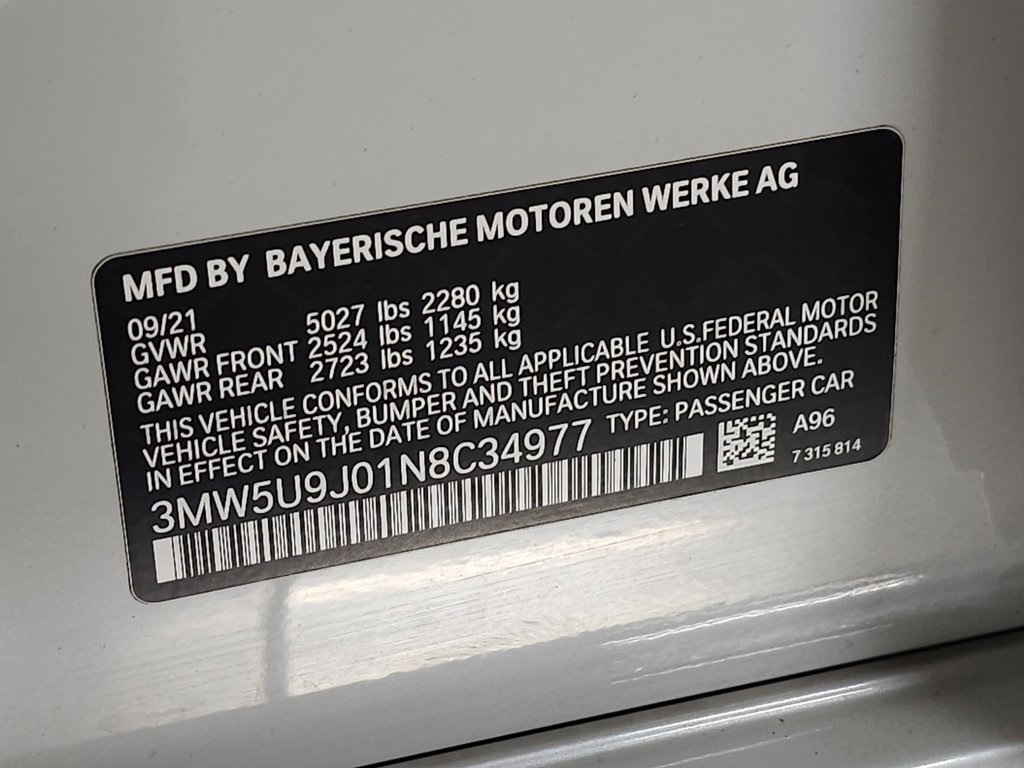 MFD BY BAYERISCHE MOTOREN WERKE AG
09/21
GVWR 5027 lbs 2280 kg
GAWR FRONT 2524 lbs 1145 kg
GAWR REAR 2723 lbs 1235 kg
THIS VEHICLE CONFORMS TO ALL APPLICABLE U.S.FEDERAL MOTOR
VEHICLE SAFETY, BUMPER AND THEFT PREVENTION STANDARDS
IN EFFECT ON THE DATE OF MANUFACTURE SHOWN ABOVE.
3MW5U9J01N8C34977 TYPE: PASSENGER CAR
A96
7 315 814